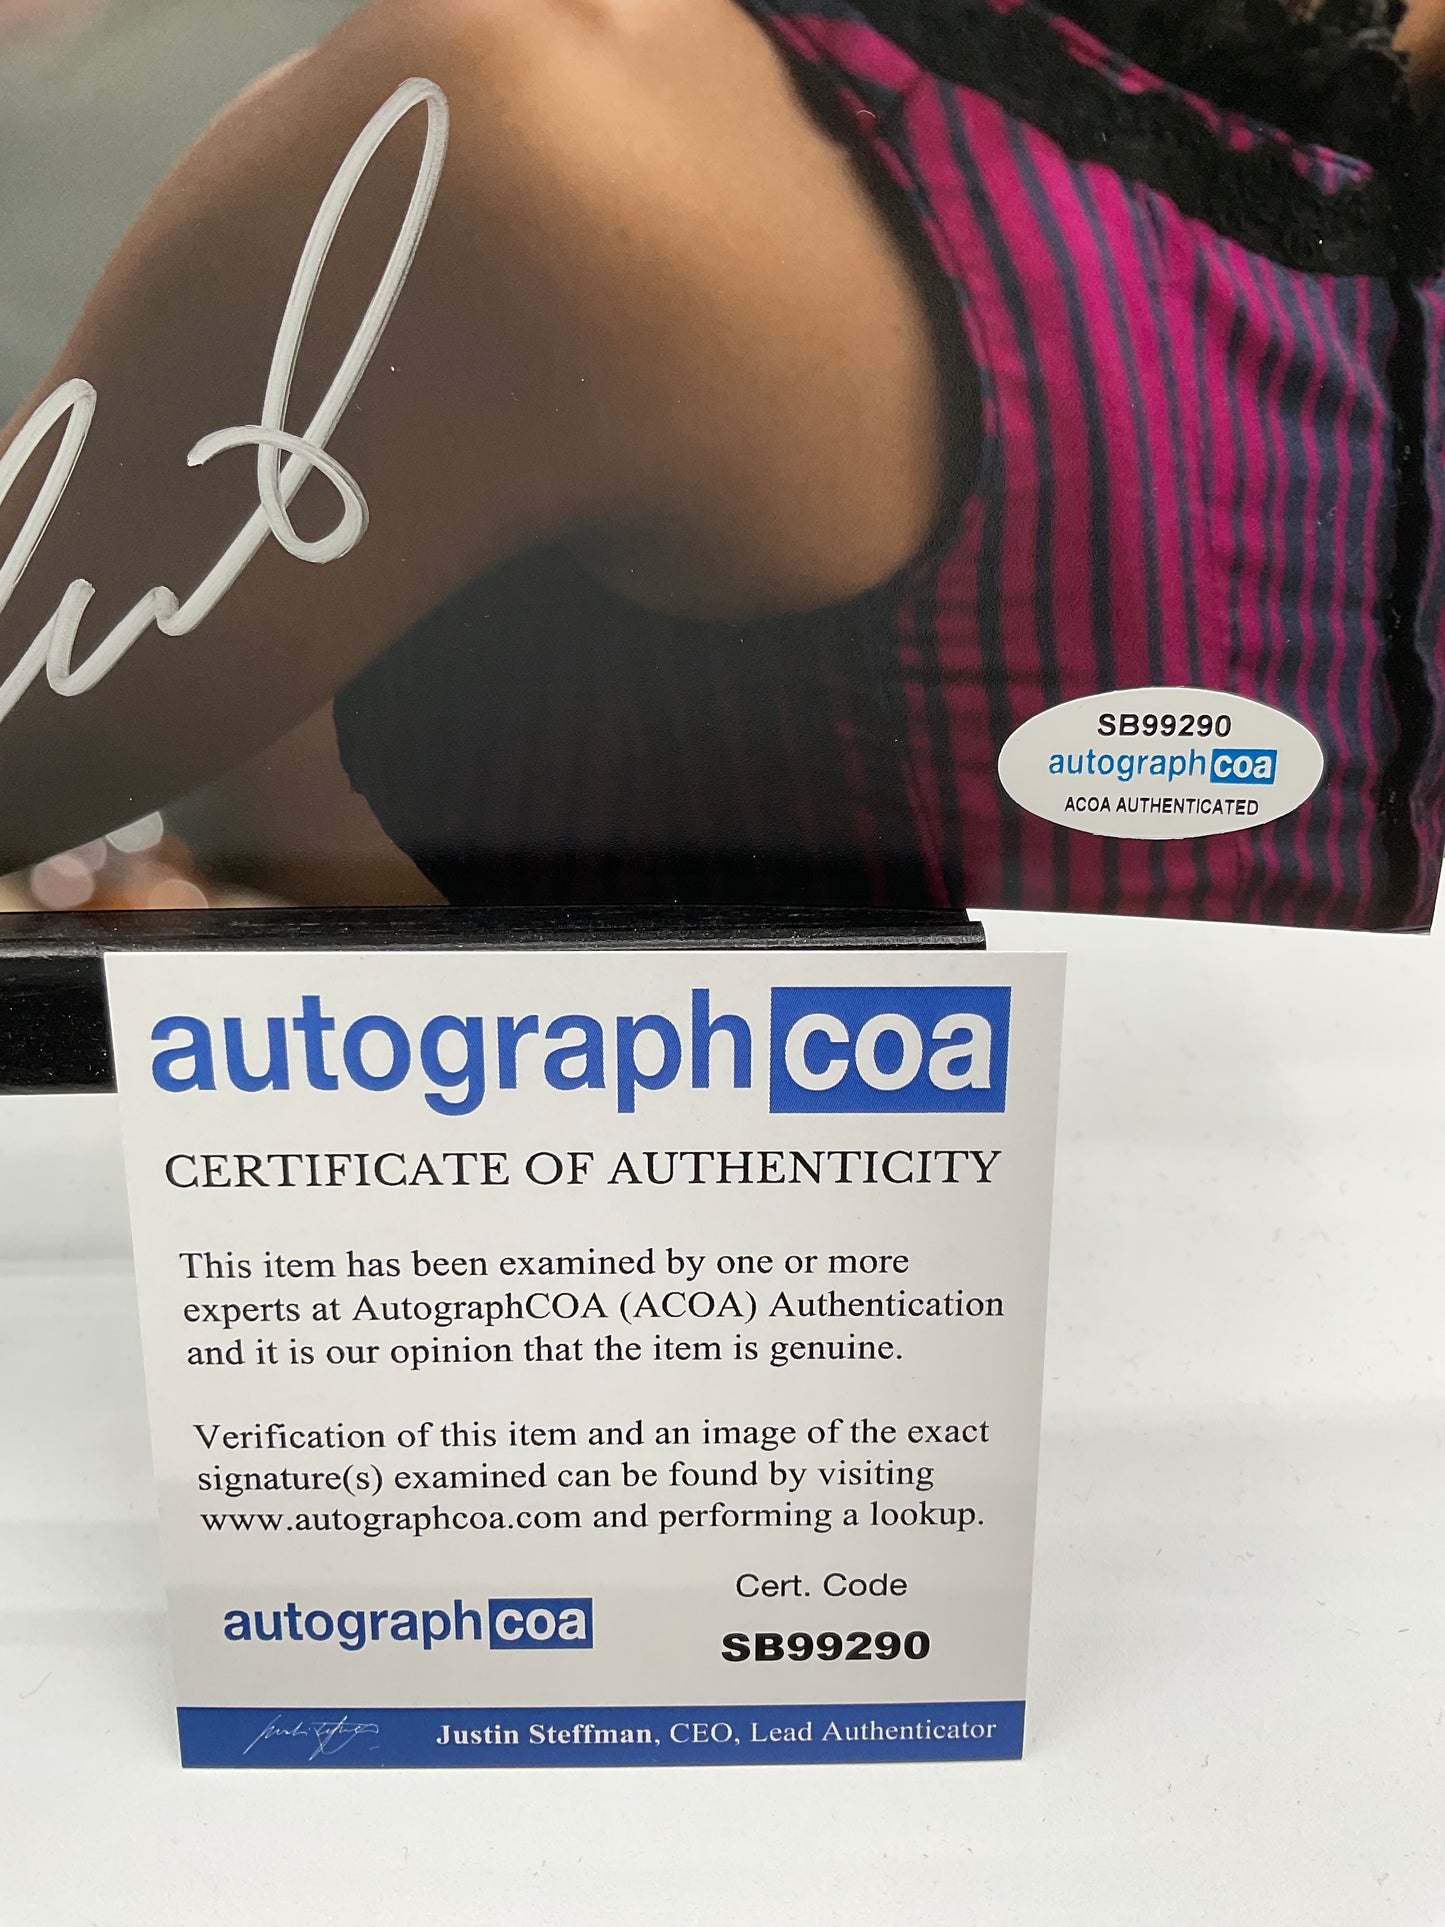 SB99290
autographcoa
ACOA AUTHENTICATED
autographcoa
CERTIFICATE OF AUTHENTICITY
This item has been examined by one or more
experts at AutographCOA (ACOA) Authentication
and it is our opinion that the item is genuine.
Verification of this item and an image of the exact
signature(s) examined can be found by visiting
www.autographcoa.com and performing a lookup.
Cert. Code
autographcoa
SB99290
Justin Steffman, CEO, Lead Authenticator